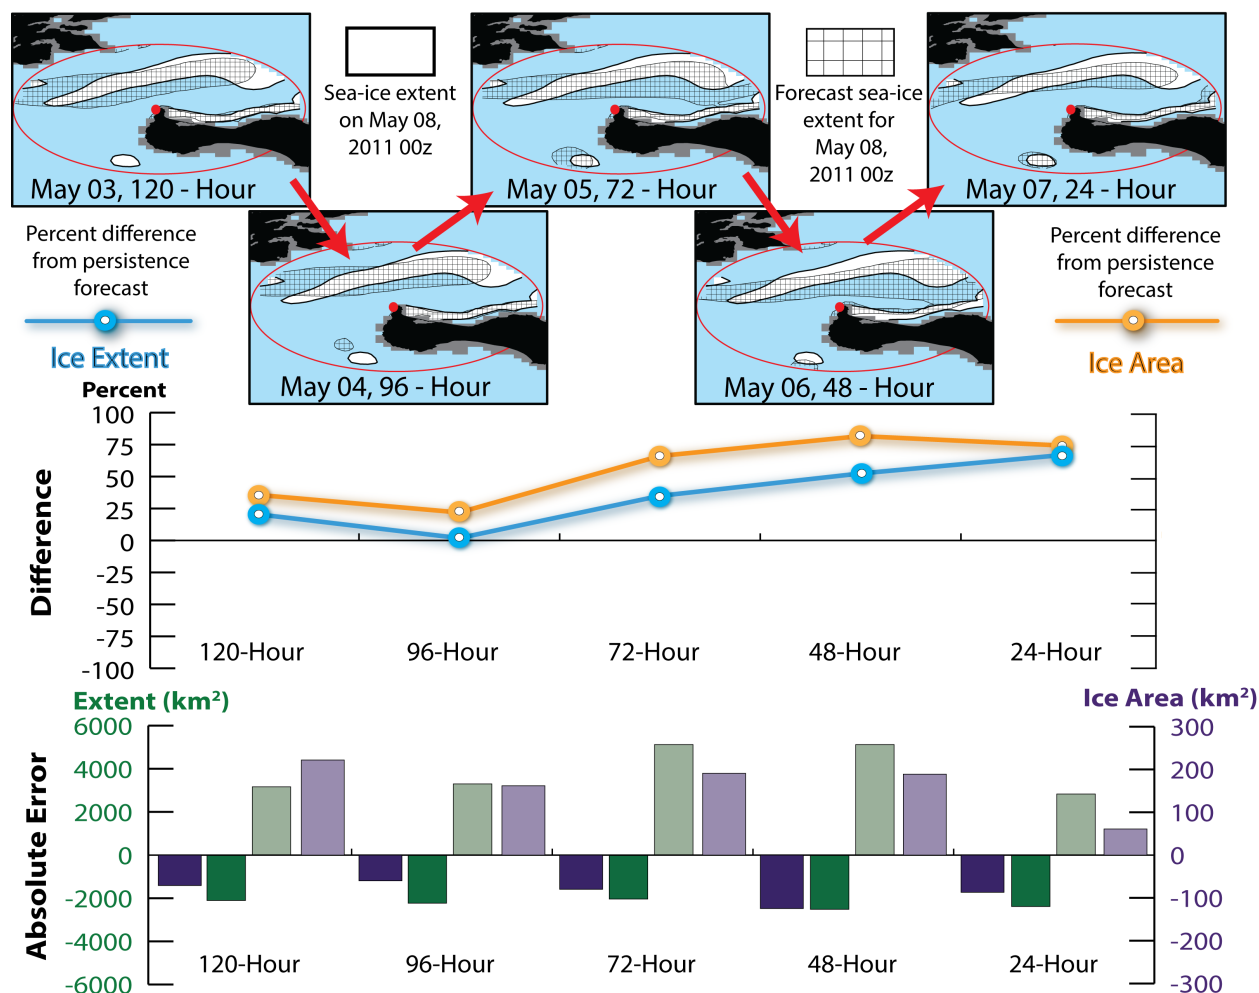 Sea-ice extent
on May 08,
2011 00z
Forecast sea-ice
extent for
May 08,
2011 00z
May 03, 120 - Hour
May 05, 72 - Hour
May 07, 24 - Hour
May 04, 96 - Hour
May 06, 48 - Hour
Percent difference
from persistence
forecast
Ice Extent
Percent difference
from persistence
forecast
Ice Area
Percent
Difference
100
75
50
25
0
-25
-50
-75
-100
120-Hour
96-Hour
72-Hour
48-Hour
24-Hour
Extent (km²)
Ice Area (km²)
Absolute Error
6000
4000
2000
0
-2000
-4000
-6000
300
200
100
0
-100
-200
-300
120-Hour
96-Hour
72-Hour
48-Hour
24-Hour